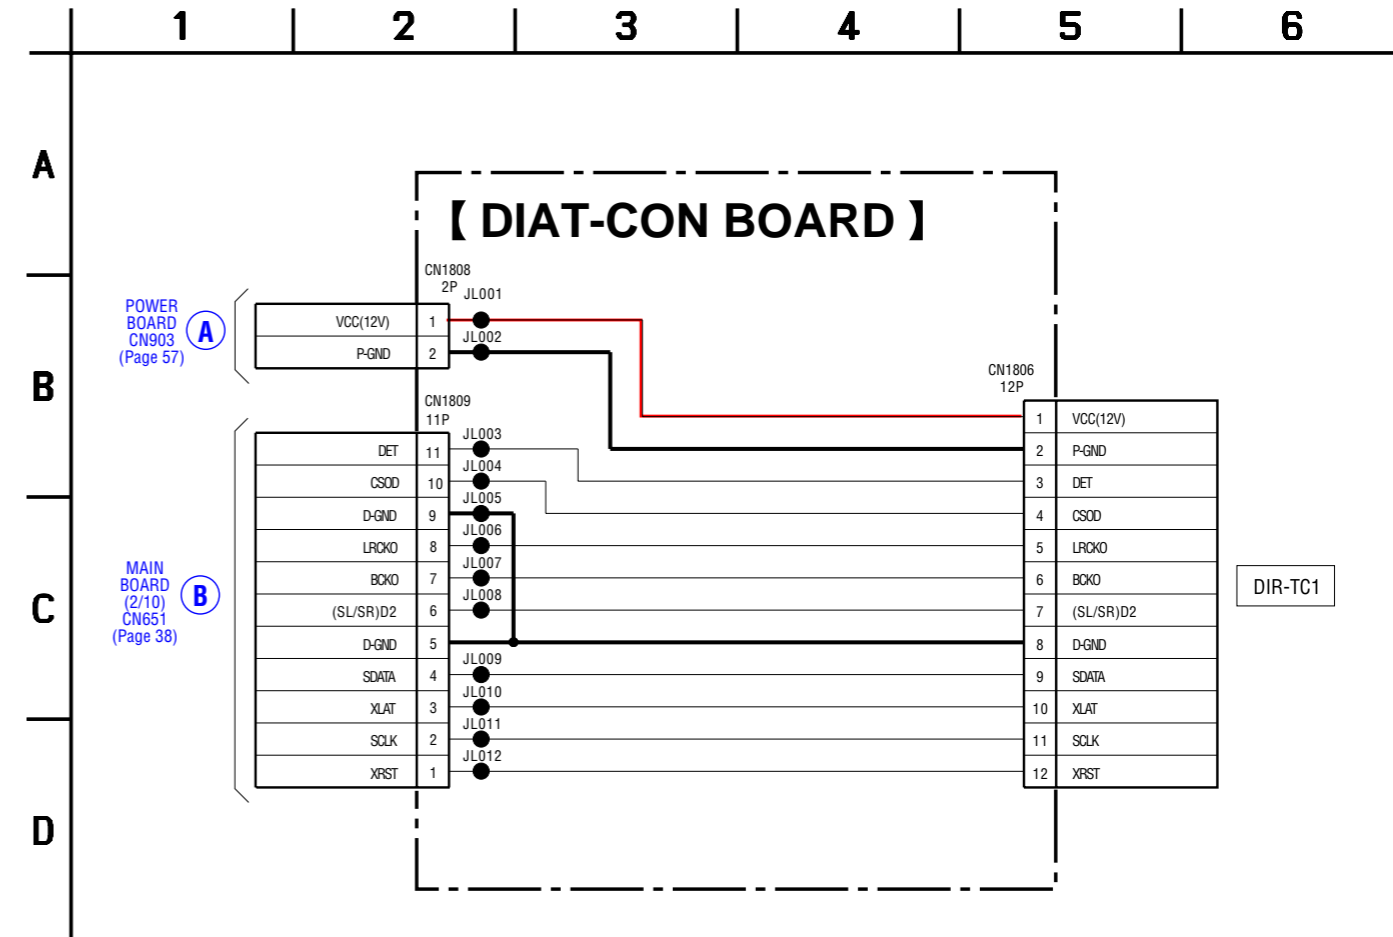 1 2 3 4 5 6
A
B
C
D
【 DIAT-CON BOARD 】
POWER
BOARD
CN903
(Page 57)
A
CN1808
2P
JL001
VCC(12V) 1
JL002
P-GND 2
MAIN
BOARD
(2/10)
CN651
(Page 38)
B
CN1809
11P
JL003
DET 11
JL004
CSOD 10
JL005
D-GND 9
JL006
LRCKO 8
JL007
BCKO 7
JL008
(SL/SR)D2 6
D-GND 5
JL009
SDATA 4
JL010
XLAT 3
JL011
SCLK 2
JL012
XRST 1
CN1806
12P
1 VCC(12V)
2 P-GND
3 DET
4 CSOD
5 LRCKO
6 BCKO
7 (SL/SR)D2
8 D-GND
9 SDATA
10 XLAT
11 SCLK
12 XRST
DIR-TC1